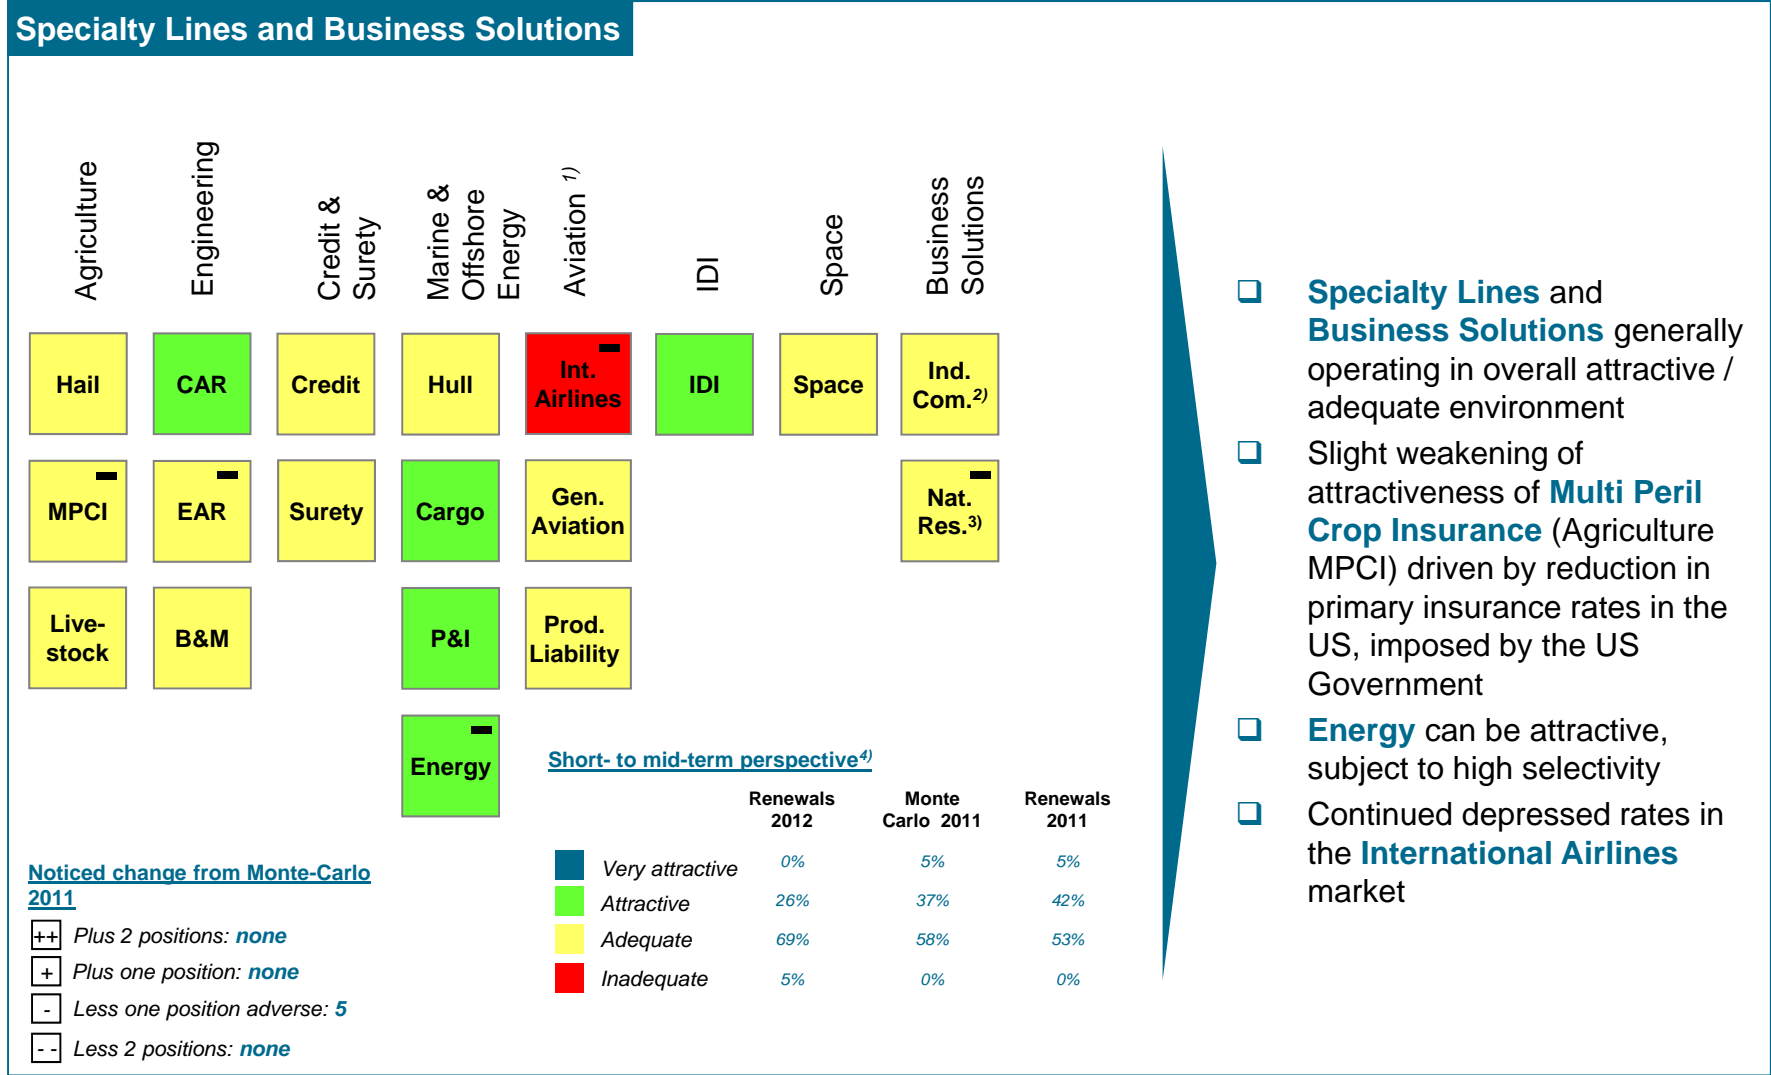 Specialty Lines and Business Solutions
Agriculture
Engineering
Credit &
Surety
Marine &
Offshore
Energy
Aviation 1)
IDI
Space
Business
Solutions
Hail
CAR
Credit
Hull
Int.
Airlines
IDI
Space
Ind.
Com.2)
MPCI
EAR
Surety
Cargo
Gen.
Aviation
Nat.
Res.3)
Live-
stock
B&M
P&I
Prod.
Liability
Energy
Noticed change from Monte-Carlo
2011
++ Plus 2 positions: none
+ Plus one position: none
- Less one position adverse: 5
- - Less 2 positions: none
Short- to mid-term perspective4)
Renewals
2012
Monte
Carlo 2011
Renewals
2011
Very attractive 0% 5% 5%
Attractive 26% 37% 42%
Adequate 69% 58% 53%
Inadequate 5% 0% 0%
Specialty Lines and
Business Solutions generally
operating in overall attractive /
adequate environment
Slight weakening of
attractiveness of Multi Peril
Crop Insurance (Agriculture
MPCI) driven by reduction in
primary insurance rates in the
US, imposed by the US
Government
Energy can be attractive,
subject to high selectivity
Continued depressed rates in
the International Airlines
market